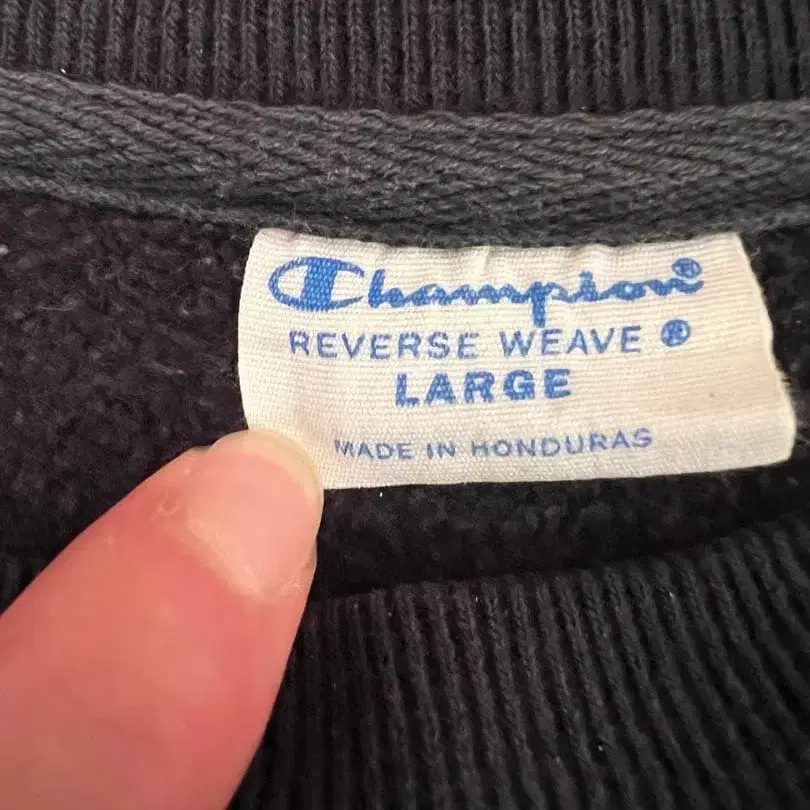 Champion®
REVERSE WEAVE ®
LARGE
MADE IN HONDURAS